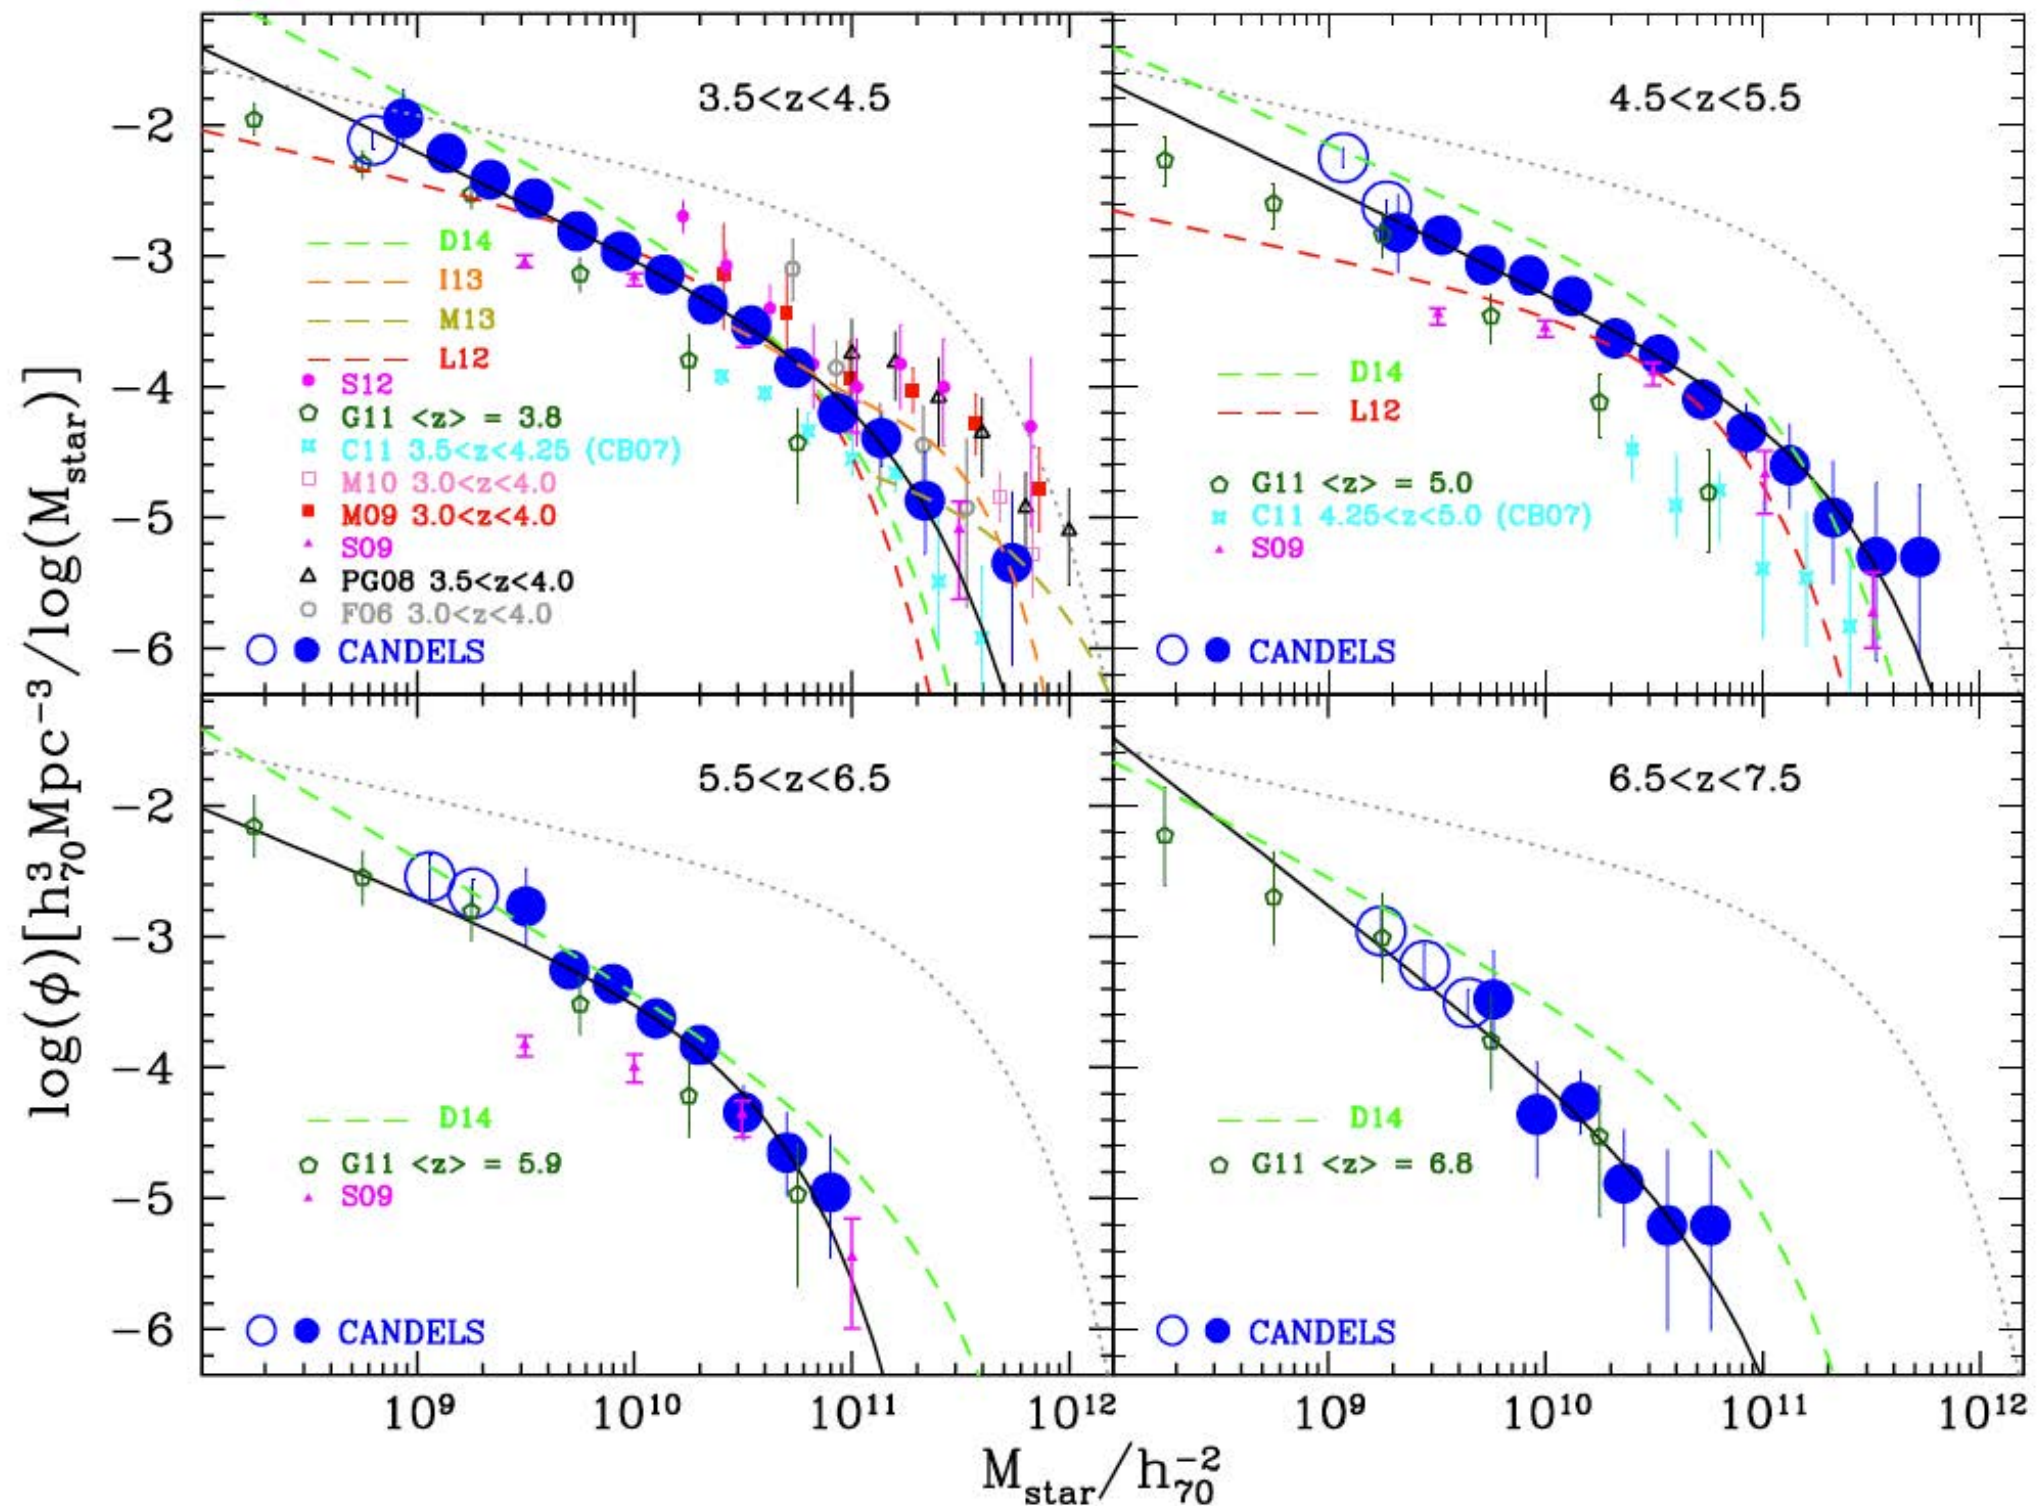 3.5<z<4.5
−2
−3
−4
−5
−6
D14
I13
M13
L12
S12
G11 <z> = 3.8
C11 3.5<z<4.25 (CB07)
M10 3.0<z<4.0
M09 3.0<z<4.0
S09
PG08 3.5<z<4.0
F06 3.0<z<4.0
CANDELS
4.5<z<5.5
D14
L12
G11 <z> = 5.0
C11 4.25<z<5.0 (CB07)
S09
CANDELS
log(ϕ)[h³₇₀Mpc⁻³/log(M_star)]
5.5<z<6.5
−2
−3
−4
−5
−6
D14
G11 <z> = 5.9
S09
CANDELS
6.5<z<7.5
D14
G11 <z> = 6.8
CANDELS
10⁹ 10¹⁰ 10¹¹ 10¹² 10⁹ 10¹⁰ 10¹¹ 10¹²
M_star/h₇₀⁻²